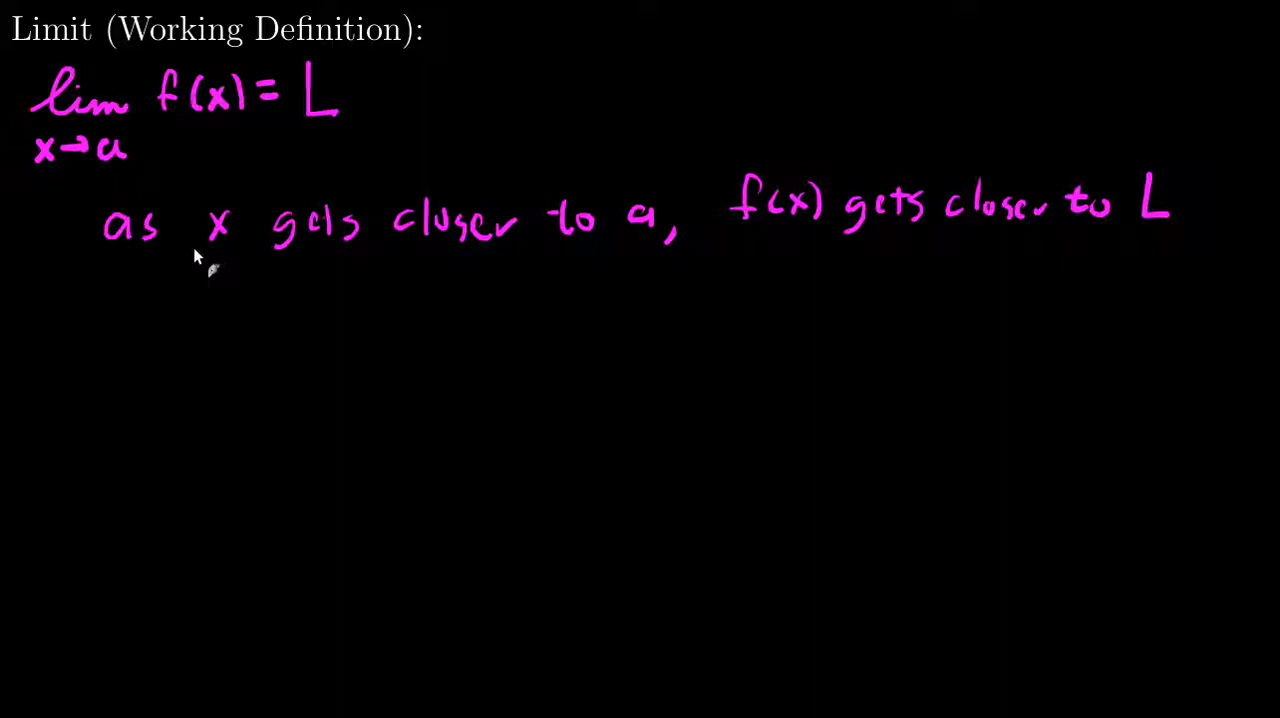 Limit (Working Definition):
lim f(x) = L
x→a
as x gets closer to a, f(x) gets closer to L